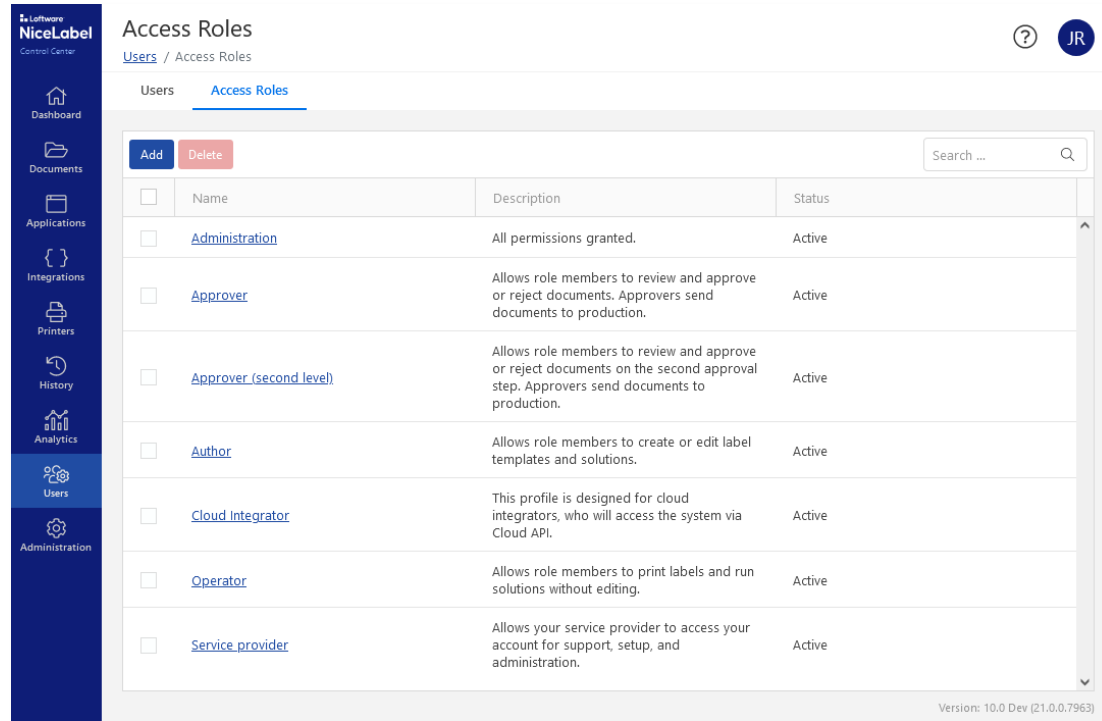 Loftware
NiceLabel
Control Center
Dashboard
Documents
Applications
Integrations
Printers
History
Analytics
Users
Administration
Access Roles
Users / Access Roles
?
JR
Users Access Roles
Add Delete Search ...
Name Description Status
Administration All permissions granted. Active
Approver Allows role members to review and approve
or reject documents. Approvers send
documents to production. Active
Approver (second level) Allows role members to review and approve
or reject documents on the second approval
step. Approvers send documents to
production. Active
Author Allows role members to create or edit label
templates and solutions. Active
Cloud Integrator This profile is designed for cloud
integrators, who will access the system via
Cloud API. Active
Operator Allows role members to print labels and run
solutions without editing. Active
Service provider Allows your service provider to access your
account for support, setup, and
administration. Active
Version: 10.0 Dev (21.0.0.7963)